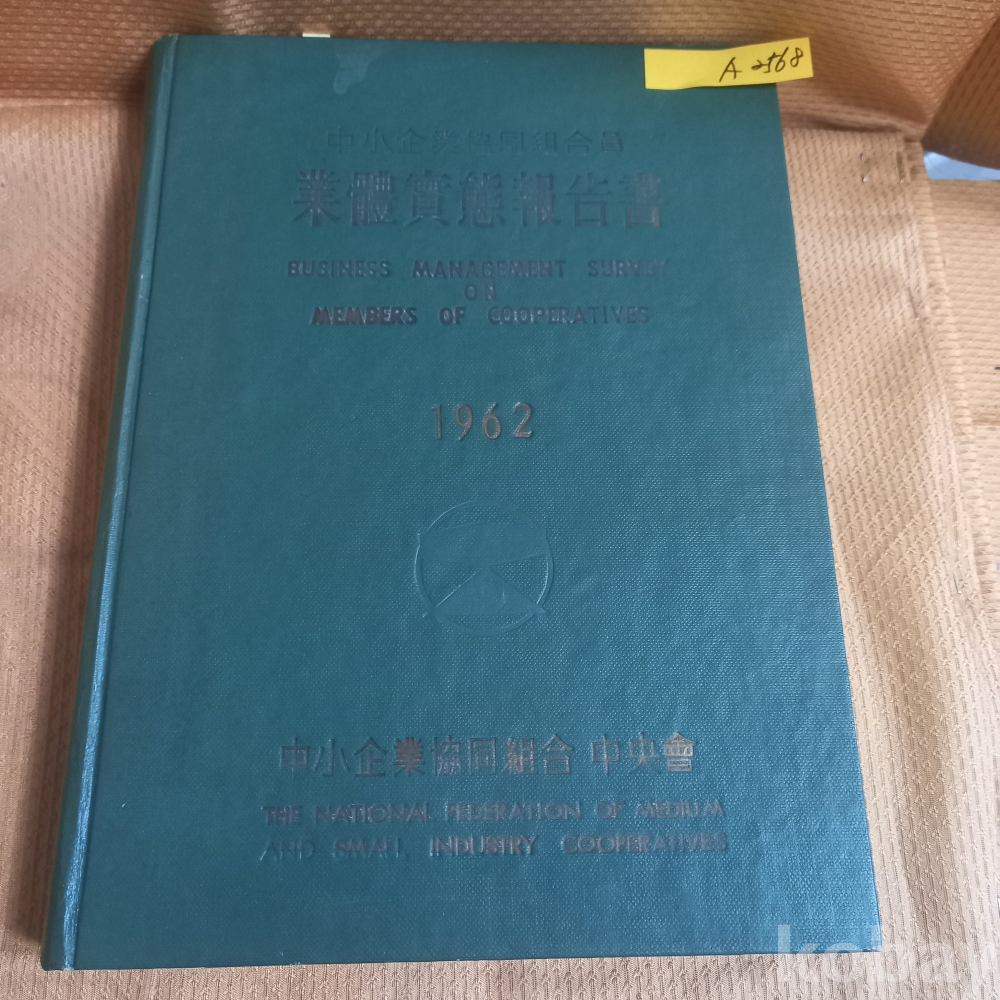 A 2568
中小企業協同組合員
業體實態報告書
BUSINESS MANAGEMENT SURVEY
ON
MEMBERS OF COOPERATIVES
1962
中小企業協同組合 中央會
THE NATIONAL FEDERATION OF MEDIUM
AND SMALL INDUSTRY COOPERATIVES